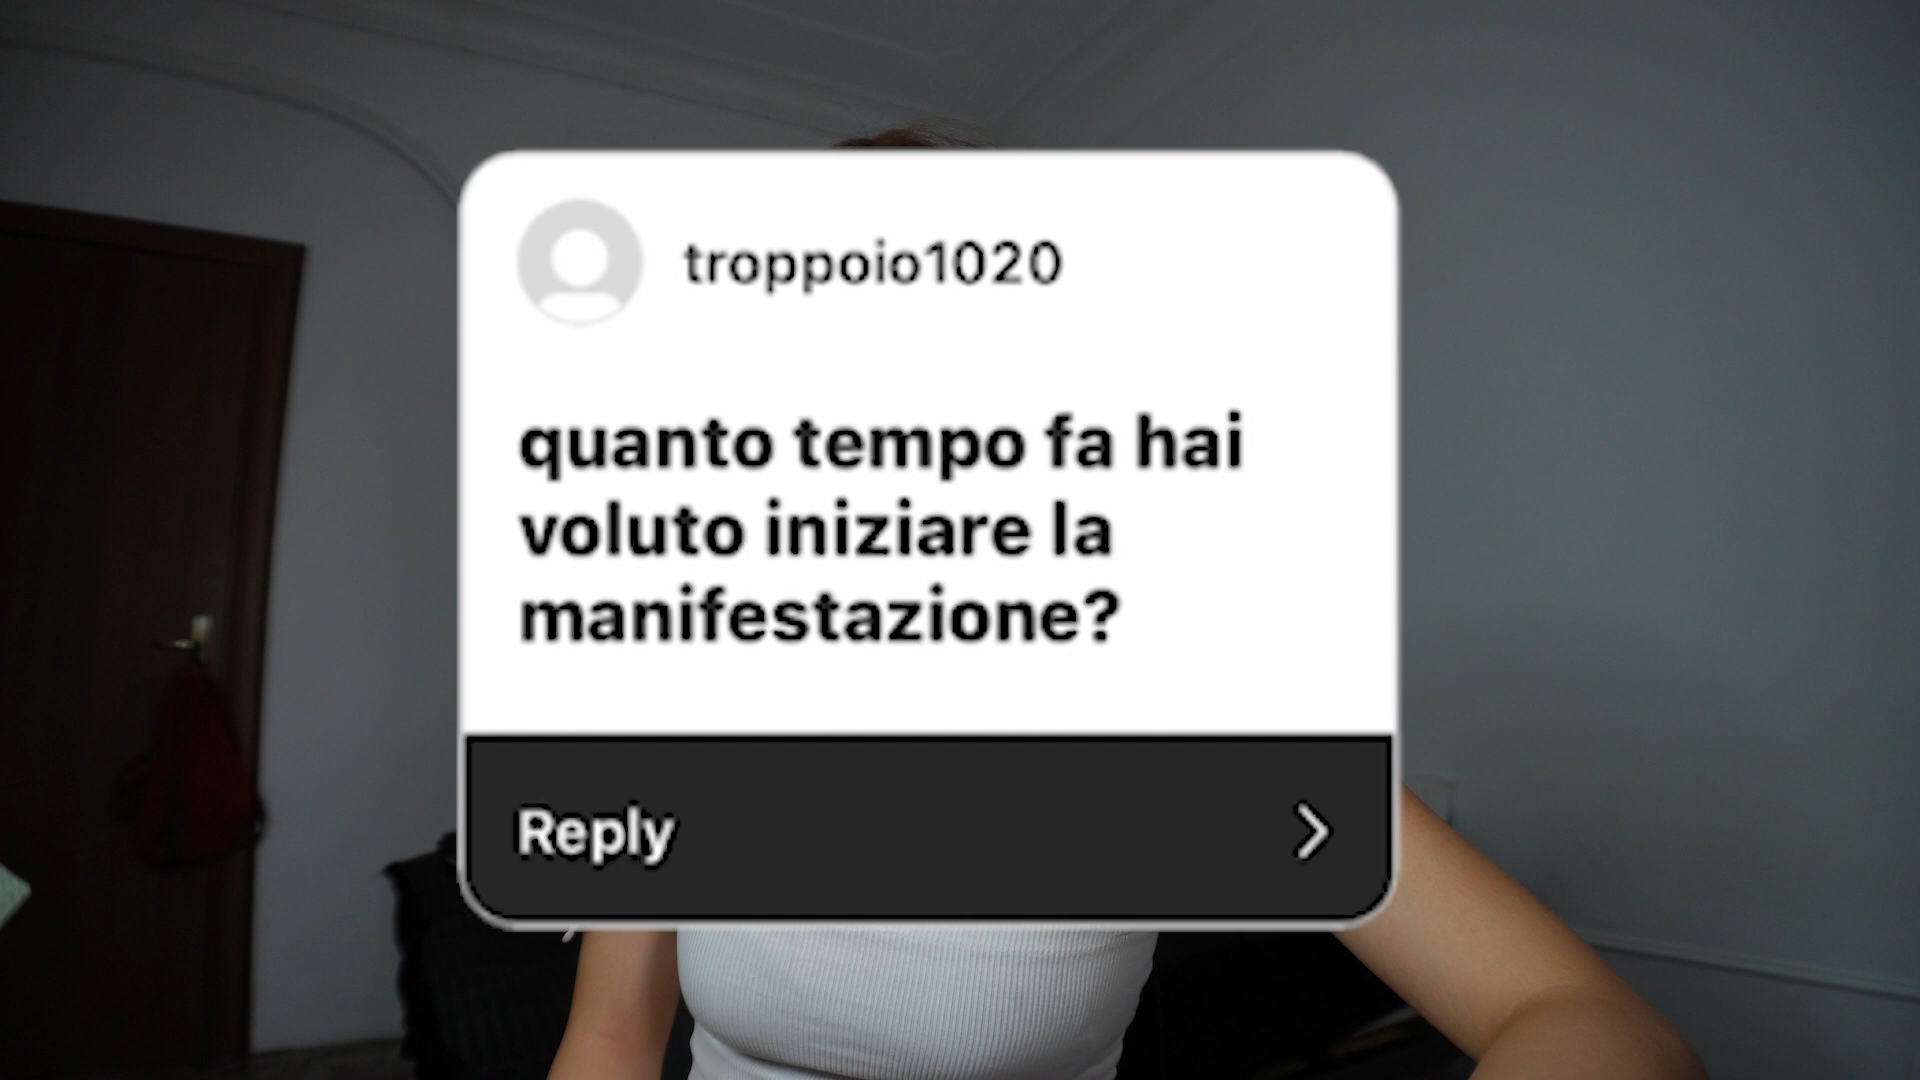 troppoio1020
quanto tempo fa hai
voluto iniziare la
manifestazione?
Reply